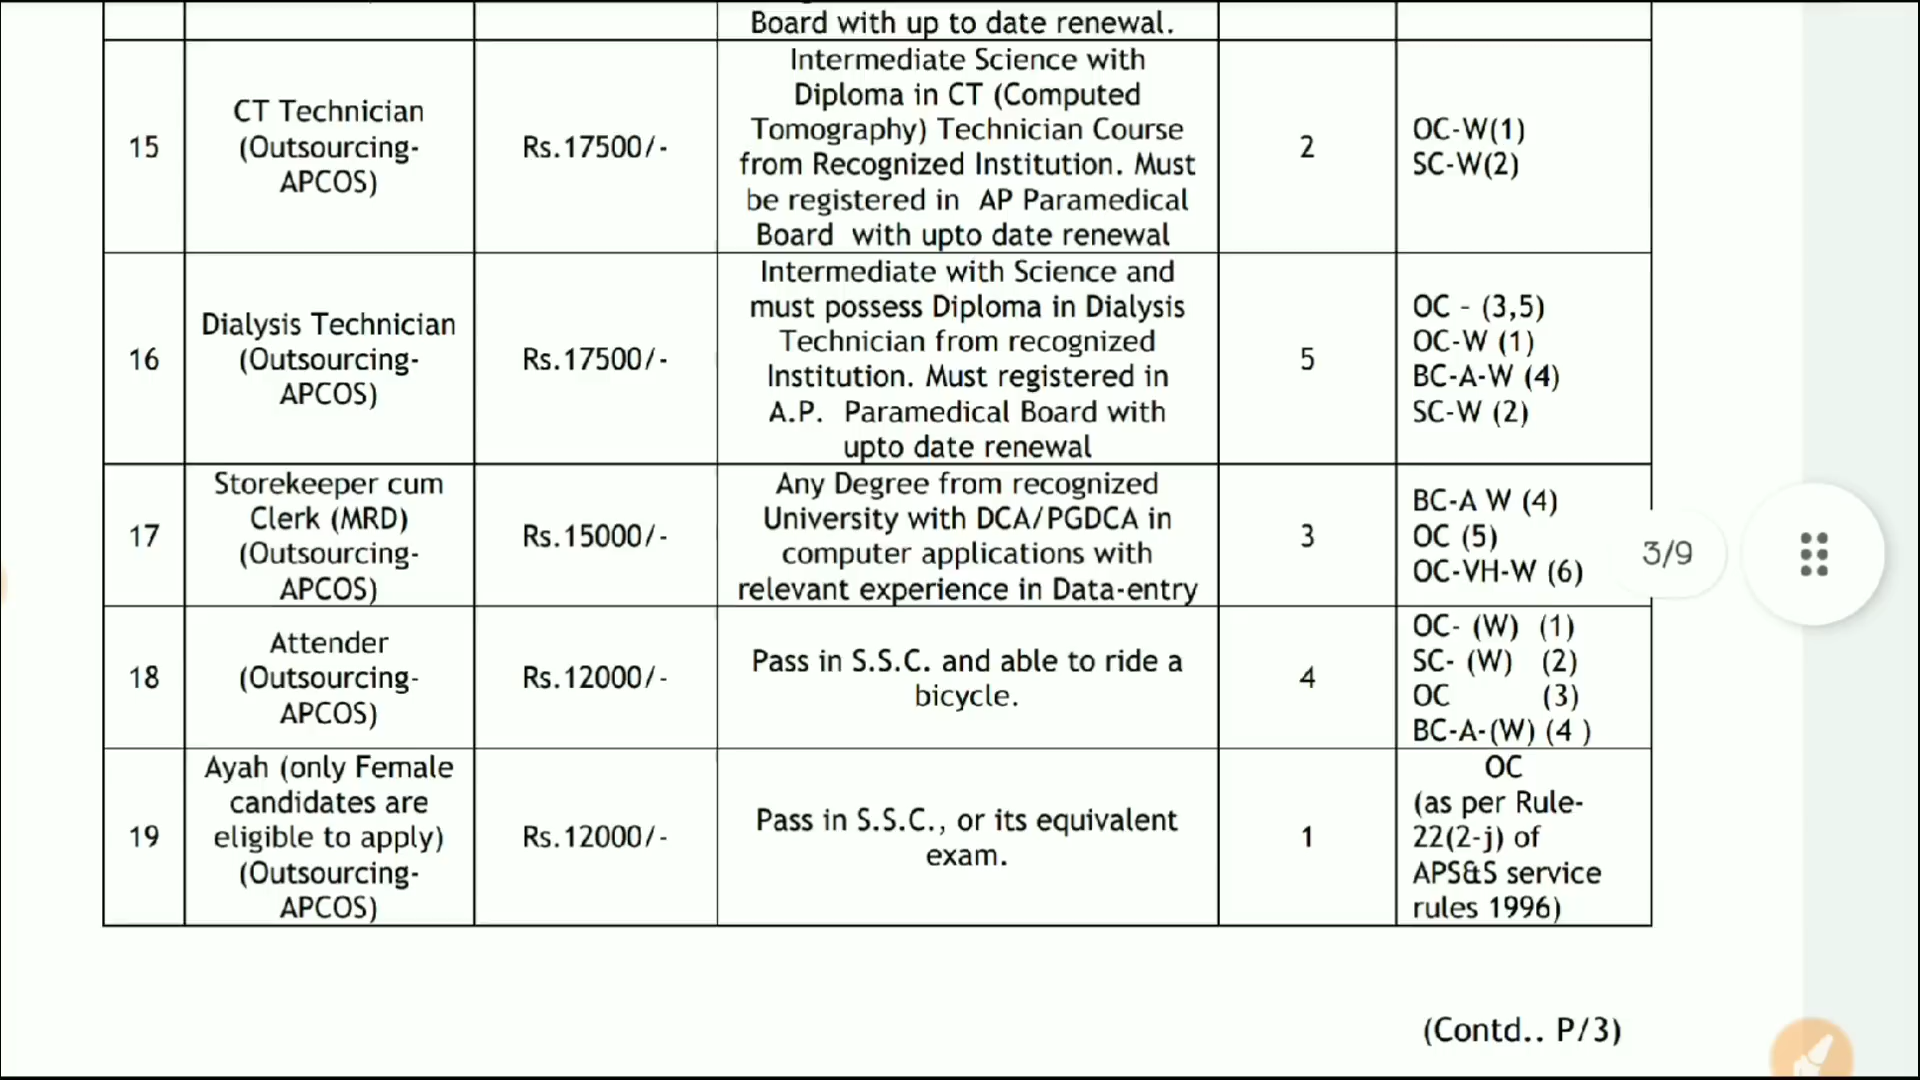 Board with up to date renewal.
15
CT Technician
(Outsourcing-
APCOS)
Rs.17500/-
Intermediate Science with
Diploma in CT (Computed
Tomography) Technician Course
from Recognized Institution. Must
be registered in AP Paramedical
Board with upto date renewal
2
OC-W(1)
SC-W(2)
16
Dialysis Technician
(Outsourcing-
APCOS)
Rs.17500/-
Intermediate with Science and
must possess Diploma in Dialysis
Technician from recognized
Institution. Must registered in
A.P. Paramedical Board with
upto date renewal
5
OC - (3,5)
OC-W (1)
BC-A-W (4)
SC-W (2)
17
Storekeeper cum
Clerk (MRD)
(Outsourcing-
APCOS)
Rs.15000/-
Any Degree from recognized
University with DCA/PGDCA in
computer applications with
relevant experience in Data-entry
3
BC-A W (4)
OC (5)
OC-VH-W (6)
3/9
18
Attender
(Outsourcing-
APCOS)
Rs.12000/-
Pass in S.S.C. and able to ride a
bicycle.
4
OC- (W) (1)
SC- (W) (2)
OC (3)
BC-A-(W) (4 )
19
Ayah (only Female
candidates are
eligible to apply)
(Outsourcing-
APCOS)
Rs.12000/-
Pass in S.S.C., or its equivalent
exam.
1
OC
(as per Rule-
22(2-j) of
APS&S service
rules 1996)
(Contd.. P/3)